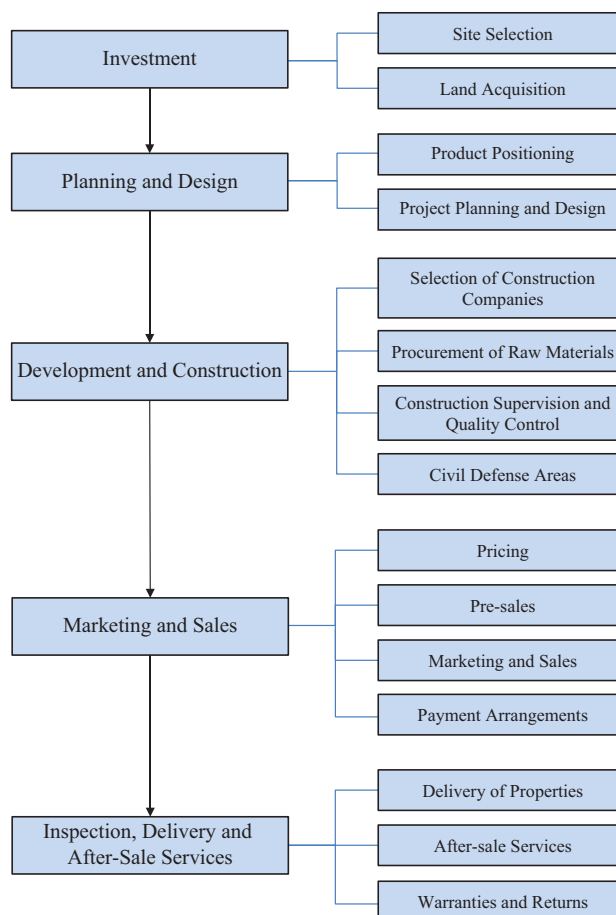 Investment
Site Selection
Land Acquisition
Planning and Design
Product Positioning
Project Planning and Design
Development and Construction
Selection of Construction
Companies
Procurement of Raw Materials
Construction Supervision and
Quality Control
Civil Defense Areas
Marketing and Sales
Pricing
Pre-sales
Marketing and Sales
Payment Arrangements
Inspection, Delivery and
After-Sale Services
Delivery of Properties
After-sale Services
Warranties and Returns